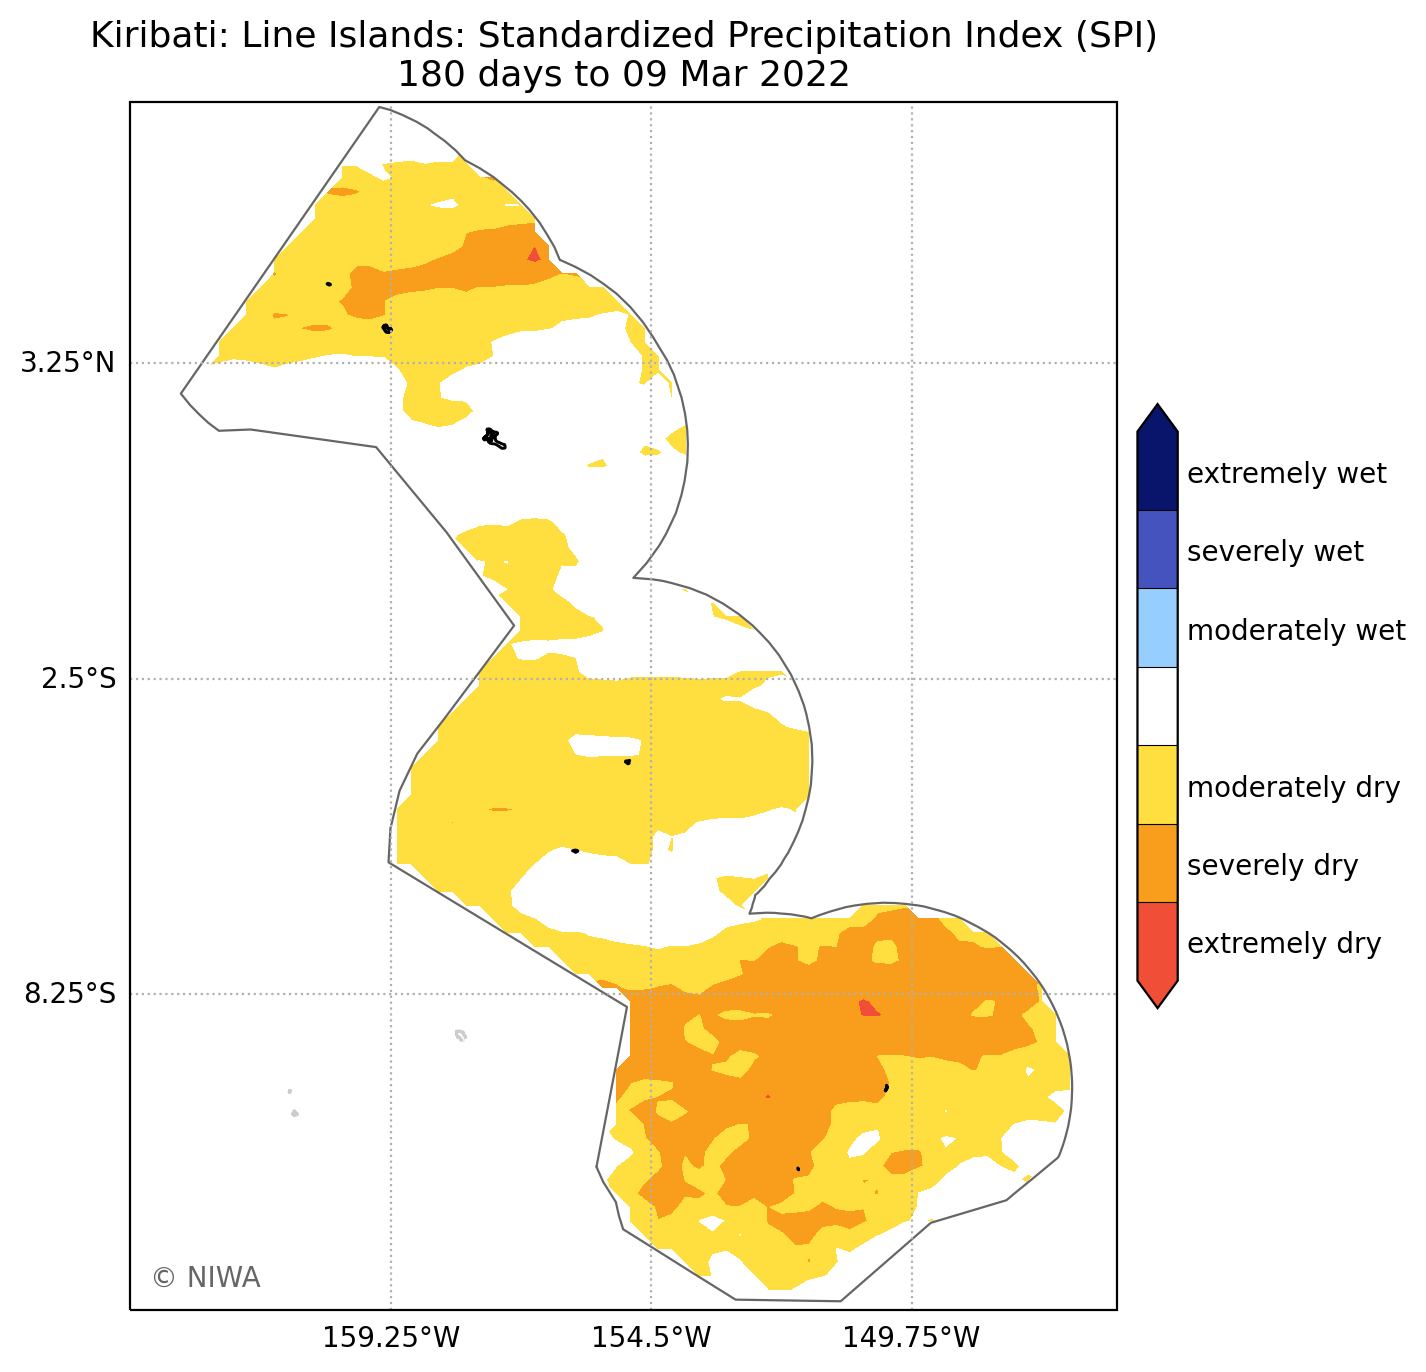 Kiribati: Line Islands: Standardized Precipitation Index (SPI)
180 days to 09 Mar 2022
3.25°N
2.5°S
8.25°S
159.25°W
154.5°W
149.75°W
extremely wet
severely wet
moderately wet
moderately dry
severely dry
extremely dry
© NIWA